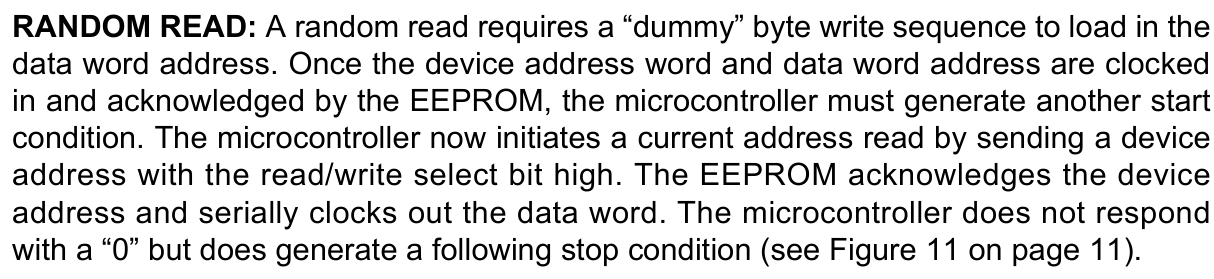 RANDOM READ: A random read requires a “dummy” byte write sequence to load in the
data word address. Once the device address word and data word address are clocked
in and acknowledged by the EEPROM, the microcontroller must generate another start
condition. The microcontroller now initiates a current address read by sending a device
address with the read/write select bit high. The EEPROM acknowledges the device
address and serially clocks out the data word. The microcontroller does not respond
with a “0” but does generate a following stop condition (see Figure 11 on page 11).